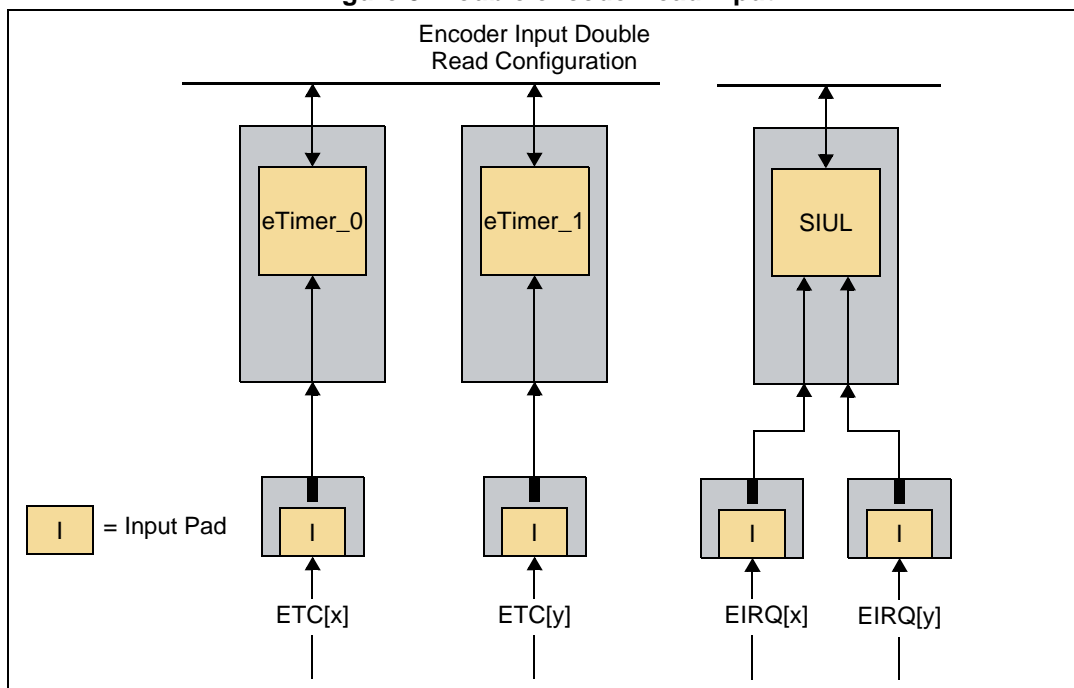 Encoder Input Double
Read Configuration
eTimer_0
eTimer_1
SIUL
I = Input Pad
I
I
I
I
ETC[x]
ETC[y]
EIRQ[x]
EIRQ[y]